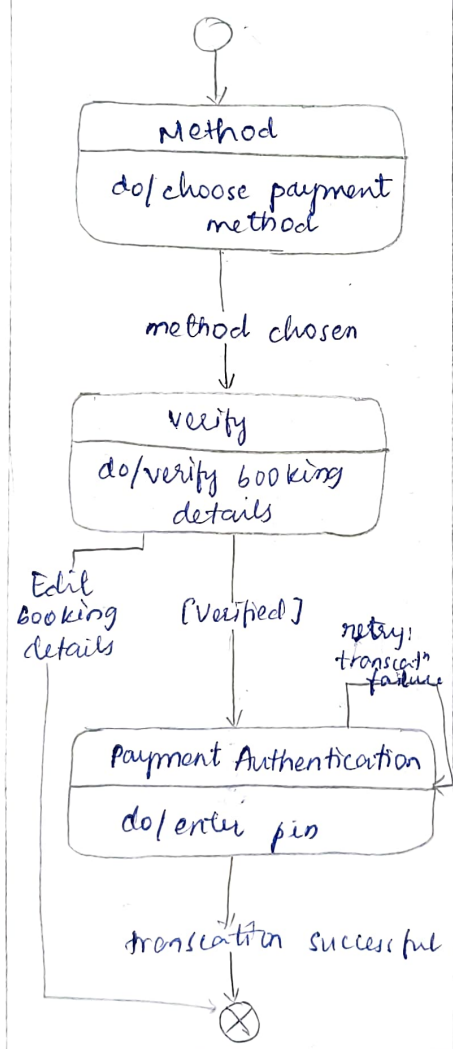 Method
do/choose payment
method
method chosen
verify
do/verify booking
details
Edit
booking
details
[Verified]
retry:
transcatn
failure
Payment Authentication
do/enter pin
transcation successful